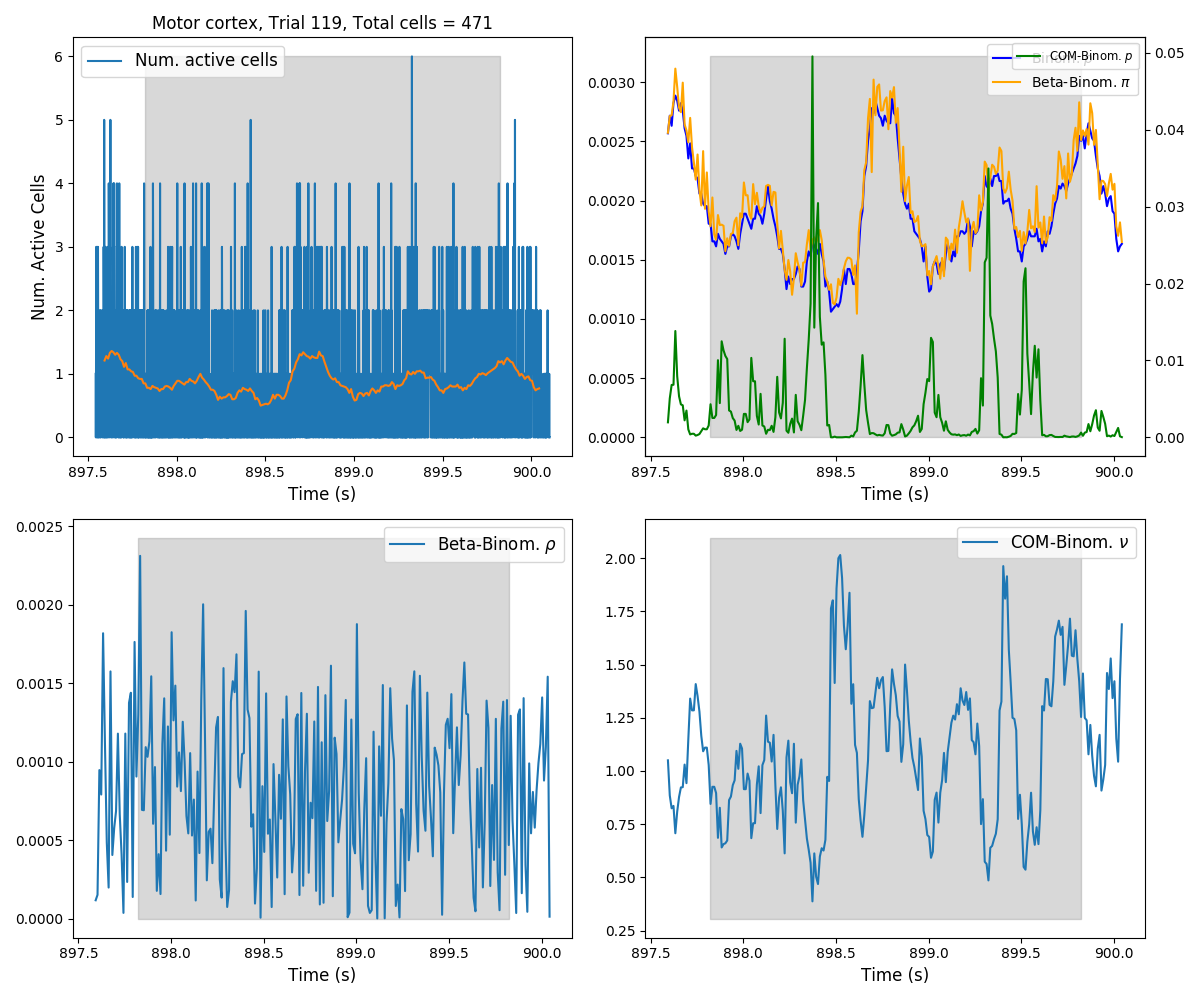 Motor cortex, Trial 119, Total cells = 471
Num. active cells
Num. Active Cells
6
5
4
3
2
1
0
897.5 898.0 898.5 899.0 899.5 900.0
Time (s)
COM-Binom. p
Beta-Binom. π
0.0030
0.0025
0.0020
0.0015
0.0010
0.0005
0.0000
0.05
0.04
0.03
0.02
0.01
0.00
897.5 898.0 898.5 899.0 899.5 900.0
Time (s)
Beta-Binom. ρ
0.0025
0.0020
0.0015
0.0010
0.0005
0.0000
897.5 898.0 898.5 899.0 899.5 900.0
Time (s)
COM-Binom. ν
2.00
1.75
1.50
1.25
1.00
0.75
0.50
0.25
897.5 898.0 898.5 899.0 899.5 900.0
Time (s)